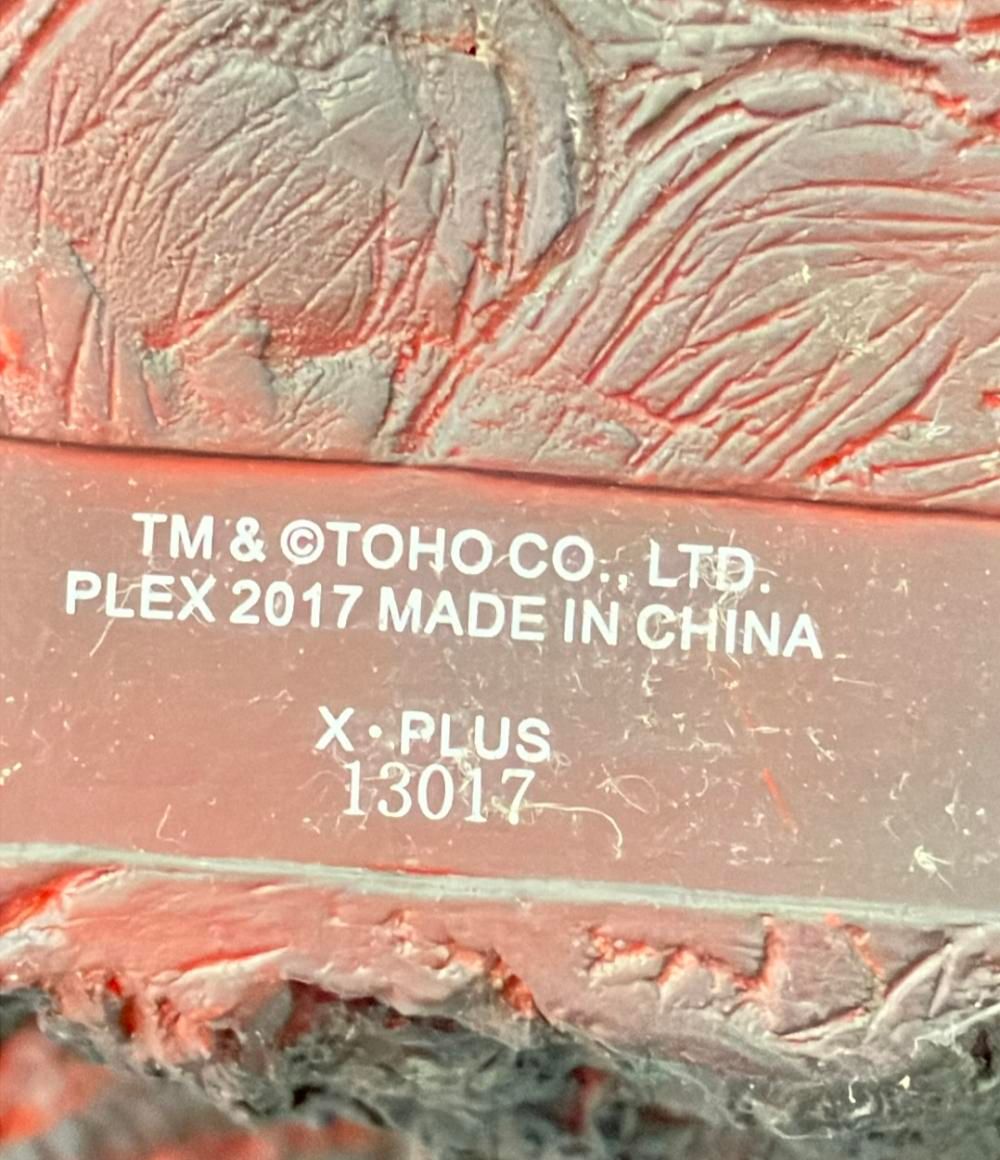 TM & ©TOHO CO., LTD.
PLEX 2017 MADE IN CHINA
X·PLUS
13017